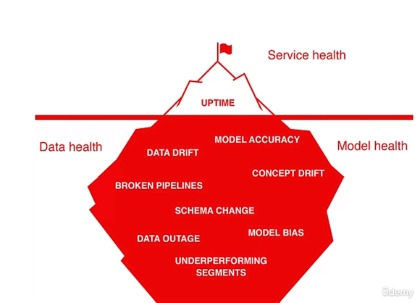 Service health
UPTIME
Data health
Model health
MODEL ACCURACY
DATA DRIFT
CONCEPT DRIFT
BROKEN PIPELINES
SCHEMA CHANGE
MODEL BIAS
DATA OUTAGE
UNDERPERFORMING
SEGMENTS
ûdemy